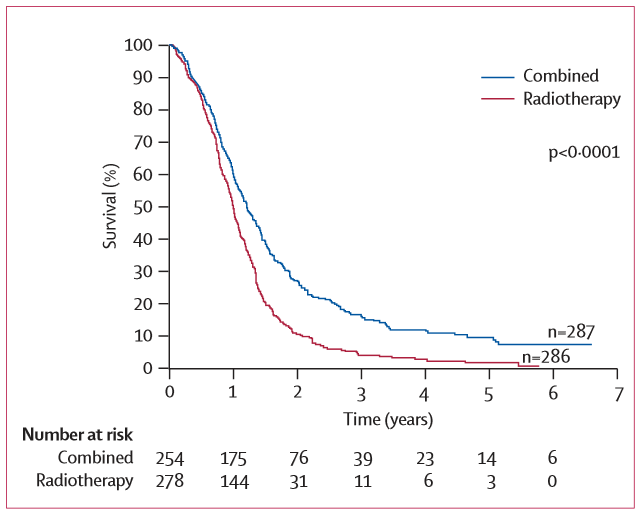 100
90
80
70
60
50
40
30
20
10
0
Survival (%)
Combined
Radiotherapy
p<0·0001
n=287
n=286
0 1 2 3 4 5 6 7
Time (years)
Number at risk
Combined 254 175 76 39 23 14 6
Radiotherapy 278 144 31 11 6 3 0